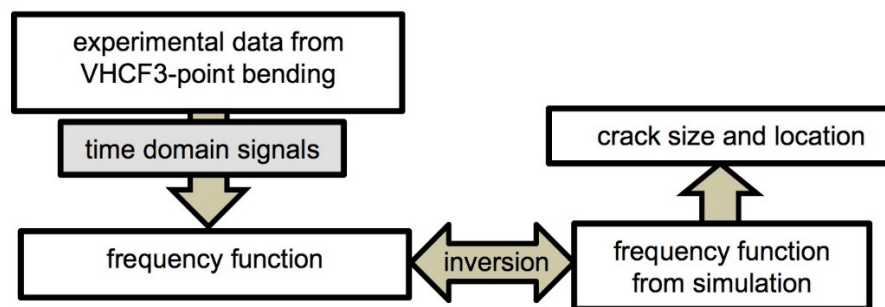 experimental data from
VHCF3-point bending
time domain signals
frequency function
inversion
crack size and location
frequency function
from simulation